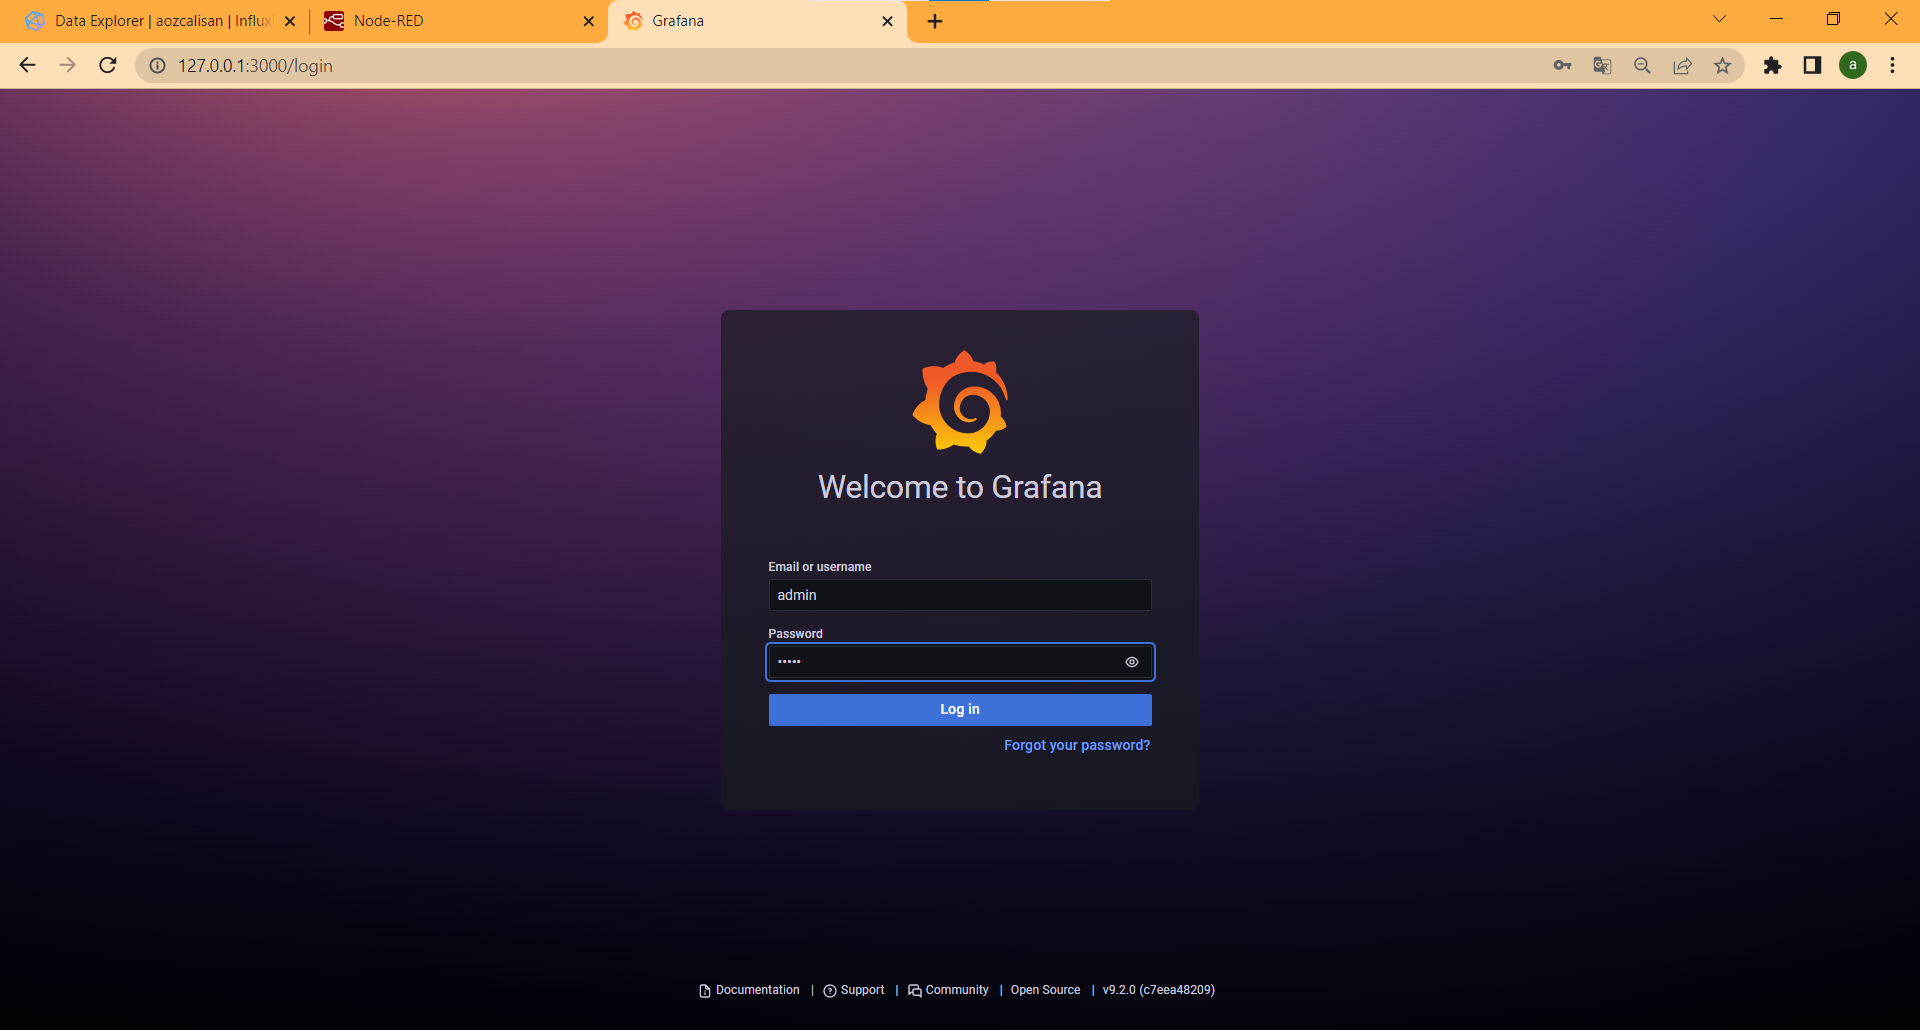 Data Explorer | aozcalisan | Influx
Node-RED
Grafana
127.0.0.1:3000/login
a
Welcome to Grafana
Email or username
admin
Password
•••••
Log in
Forgot your password?
Documentation | Support | Community | Open Source | v9.2.0 (c7eea48209)